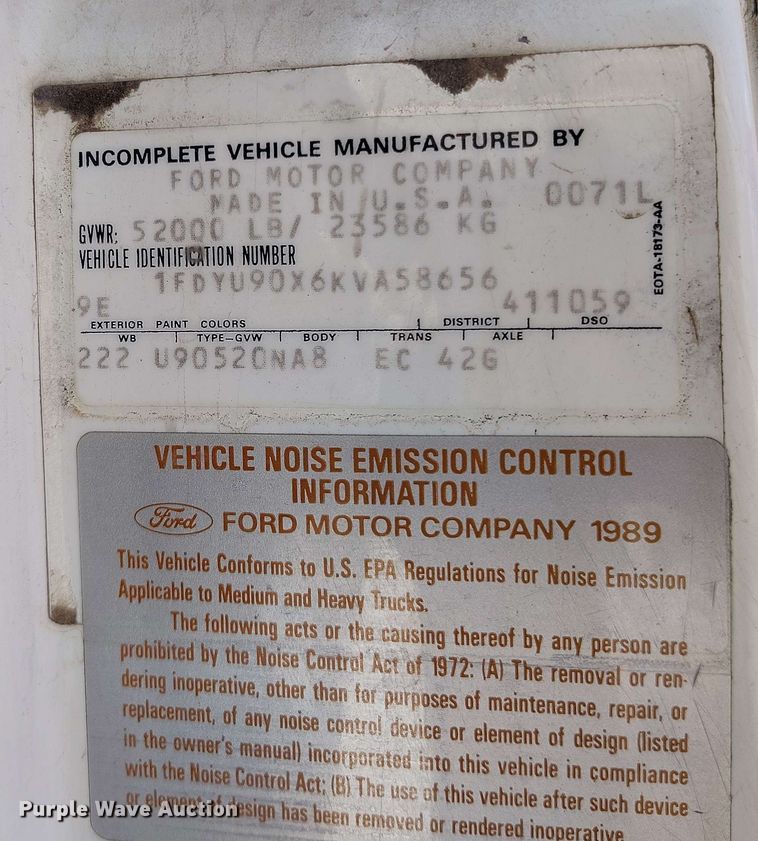 INCOMPLETE VEHICLE MANUFACTURED BY
FORD MOTOR COMPANY
MADE IN U.S.A. 0071L
GVWR: 52000 LB/ 23586 KG
VEHICLE IDENTIFICATION NUMBER
1FDYU90X6KVA58656
9E 411059
EXTERIOR PAINT COLORS DISTRICT DSO
WB TYPE-GVW BODY TRANS AXLE
222 U90520NA8 EC 42G
E0TA-18173-AA
VEHICLE NOISE EMISSION CONTROL
INFORMATION
Ford FORD MOTOR COMPANY 1989
This Vehicle Conforms to U.S. EPA Regulations for Noise Emission
Applicable to Medium and Heavy Trucks.
The following acts or the causing thereof by any person are
prohibited by the Noise Control Act of 1972: (A) The removal or ren-
dering inoperative, other than for purposes of maintenance, repair, or
replacement, of any noise control device or element of design (listed
in the owner's manual) incorporated into this vehicle in compliance
with the Noise Control Act; (B) The use of this vehicle after such device
or element of design has been removed or rendered inoperative
Purple Wave Auction